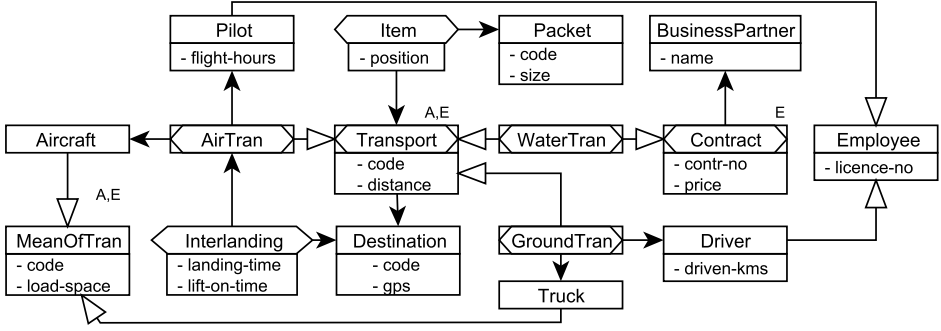 Pilot
- flight-hours
Item
- position
Packet
- code
- size
BusinessPartner
- name
Aircraft
AirTran
A,E
Transport
- code
- distance
WaterTran
E
Contract
- contr-no
- price
Employee
- licence-no
A,E
MeanOfTran
- code
- load-space
Interlanding
- landing-time
- lift-on-time
Destination
- code
- gps
GroundTran
Driver
- driven-kms
Truck